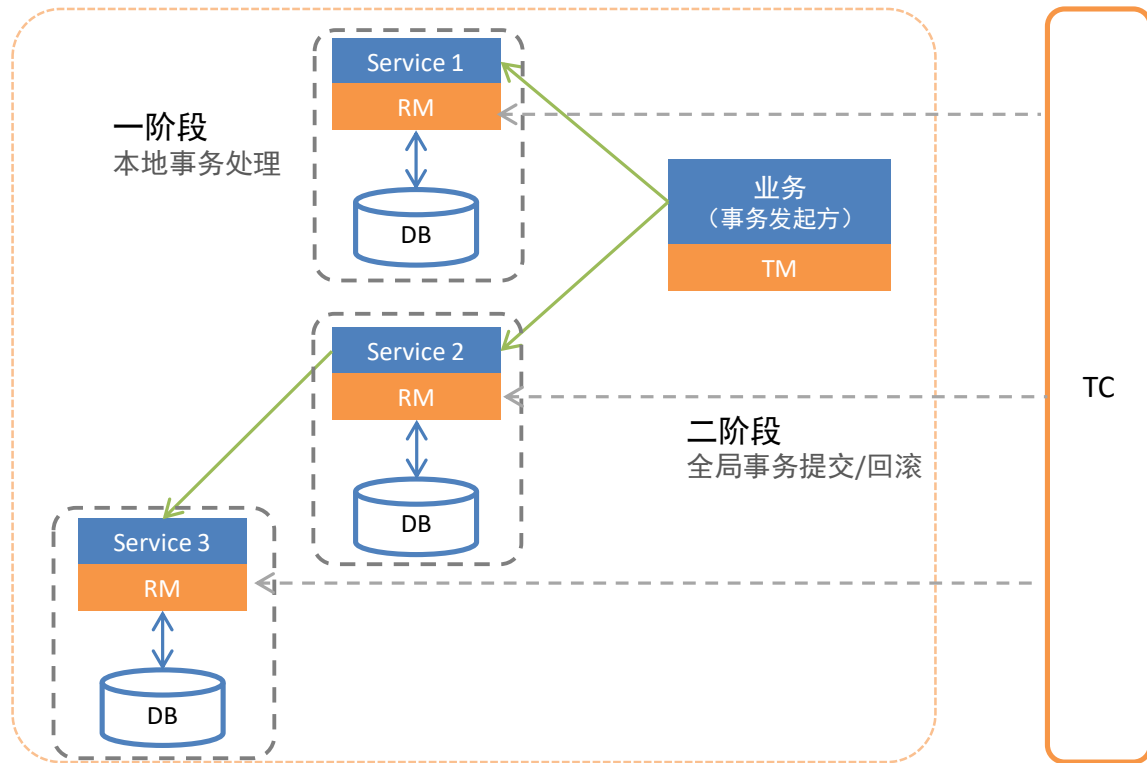 Service 1
RM
DB
一阶段
本地事务处理
业务
（事务发起方）
TM
Service 2
RM
DB
TC
二阶段
全局事务提交/回滚
Service 3
RM
DB